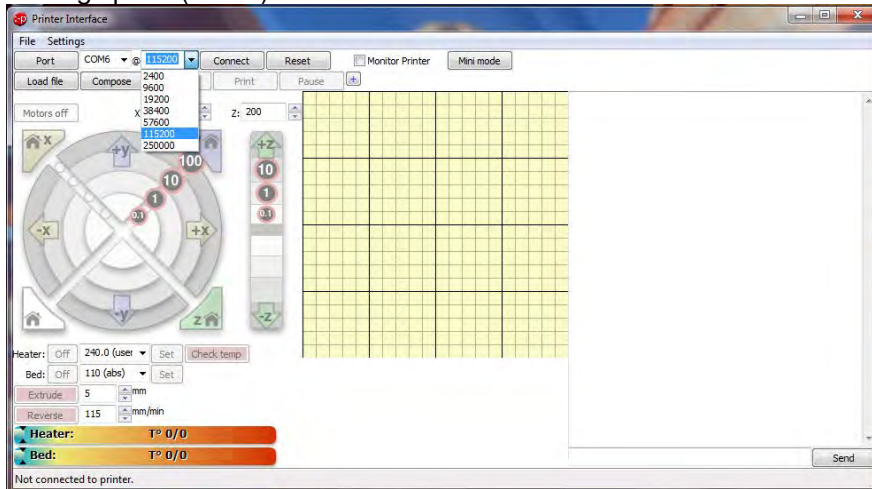 Printer Interface
File Settings
Port COM6 @ 115200 Connect Reset Monitor Printer Mini mode
2400
9600
19200
38400
57600
115200
250000
Load file Compose Print Pause +
Motors off X Z: 200
X +y 100 +Z
10 10
1 1
0.1 0.1
-X +X
-y z -Z
Heater: Off 240.0 (user Set Check temp
Bed: Off 110 (abs) Set
Extrude 5 mm
Reverse 115 mm/min
Heater: T° 0/0
Bed: T° 0/0
Send
Not connected to printer.